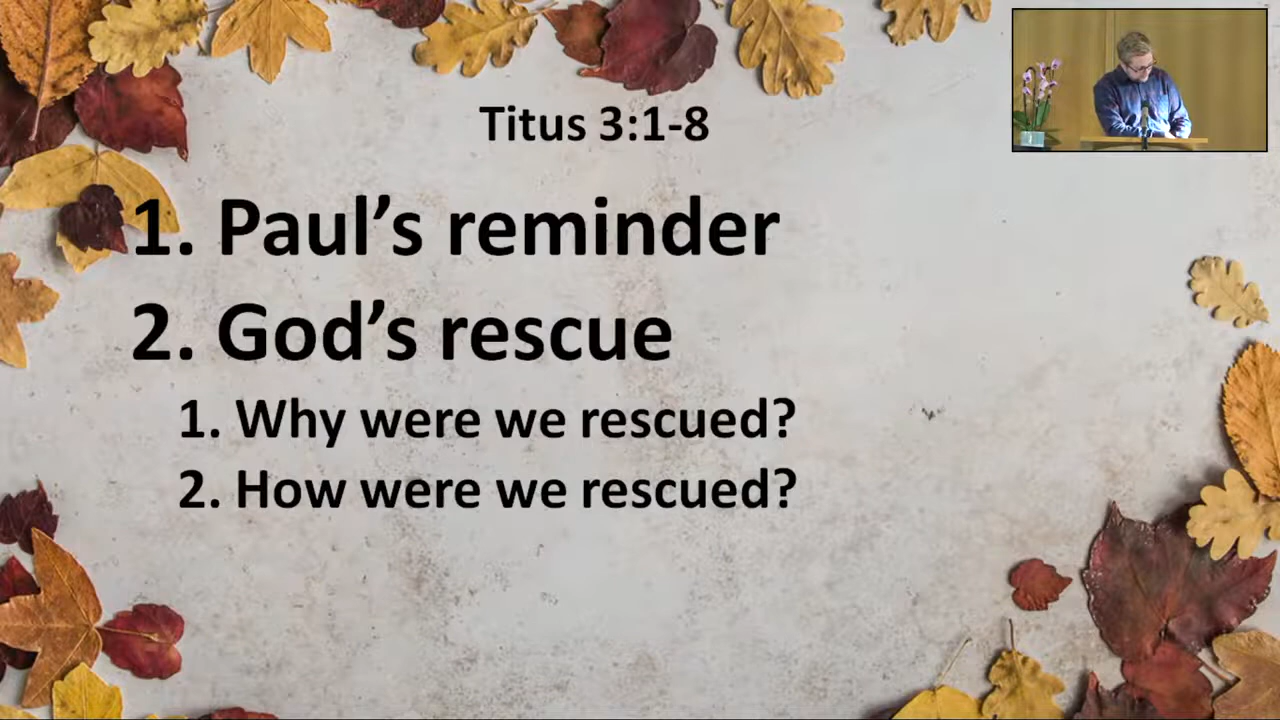 Titus 3:1-8
1. Paul’s reminder
2. God’s rescue
1. Why were we rescued?
2. How were we rescued?